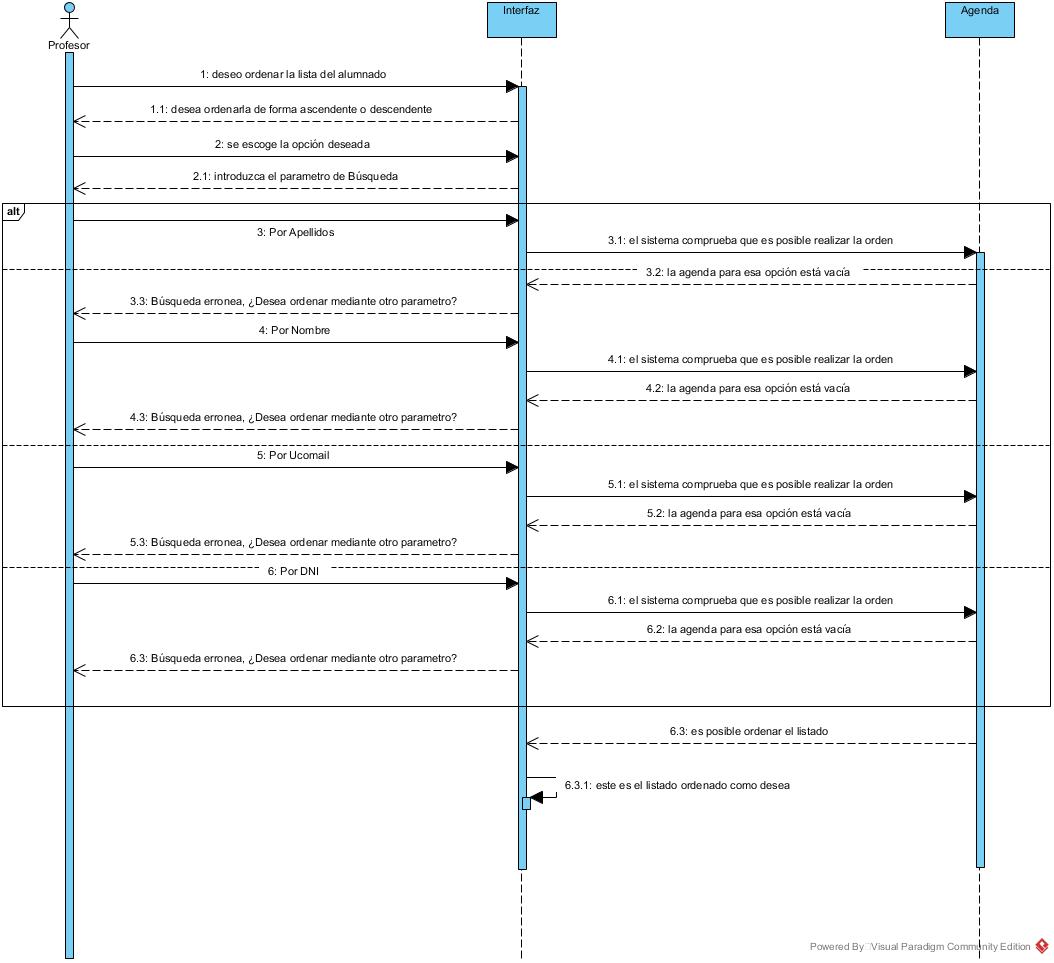 Profesor
Interfaz
Agenda
1: deseo ordenar la lista del alumnado
1.1: desea ordenarla de forma ascendente o descendente
2: se escoge la opción deseada
2.1: introduzca el parametro de Búsqueda
alt
3: Por Apellidos
3.1: el sistema comprueba que es posible realizar la orden
3.2: la agenda para esa opción está vacía
3.3: Búsqueda erronea, ¿Desea ordenar mediante otro parametro?
4: Por Nombre
4.1: el sistema comprueba que es posible realizar la orden
4.2: la agenda para esa opción está vacía
4.3: Búsqueda erronea, ¿Desea ordenar mediante otro parametro?
5: Por Ucomail
5.1: el sistema comprueba que es posible realizar la orden
5.2: la agenda para esa opción está vacía
5.3: Búsqueda erronea, ¿Desea ordenar mediante otro parametro?
6: Por DNI
6.1: el sistema comprueba que es posible realizar la orden
6.2: la agenda para esa opción está vacía
6.3: Búsqueda erronea, ¿Desea ordenar mediante otro parametro?
6.3: es posible ordenar el listado
6.3.1: este es el listado ordenado como desea
Powered By Visual Paradigm Community Edition